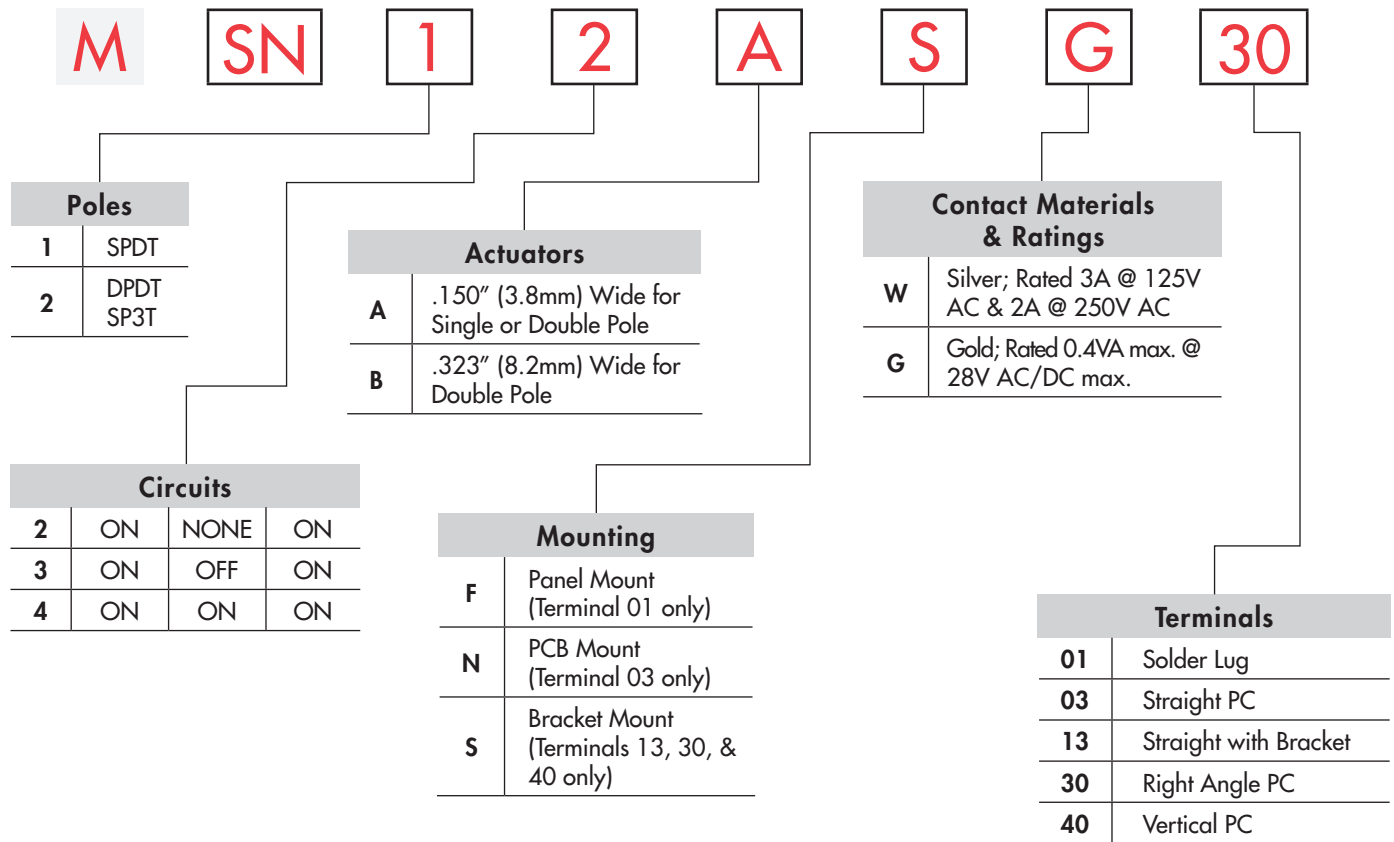 M SN 1 2 A S G 30
Poles
1 SPDT
2 DPDT
SP3T
Actuators
A .150" (3.8mm) Wide for
Single or Double Pole
B .323" (8.2mm) Wide for
Double Pole
Contact Materials
& Ratings
W Silver; Rated 3A @ 125V
AC & 2A @ 250V AC
G Gold; Rated 0.4VA max. @
28V AC/DC max.
Circuits
2 ON NONE ON
3 ON OFF ON
4 ON ON ON
Mounting
F Panel Mount
(Terminal 01 only)
N PCB Mount
(Terminal 03 only)
S Bracket Mount
(Terminals 13, 30, &
40 only)
Terminals
01 Solder Lug
03 Straight PC
13 Straight with Bracket
30 Right Angle PC
40 Vertical PC